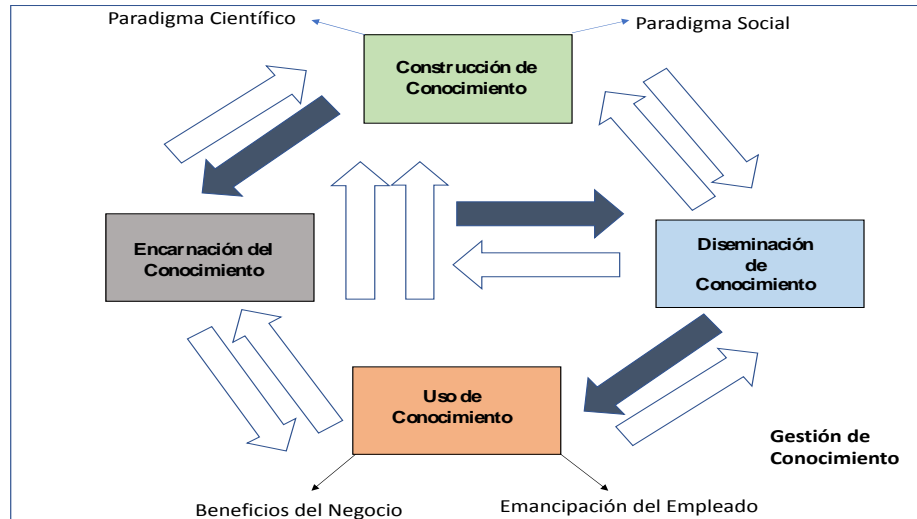 Paradigma Científico
Paradigma Social
Construcción de
Conocimiento
Encarnación del
Conocimiento
Diseminación
de
Conocimiento
Uso de
Conocimiento
Gestión de
Conocimiento
Beneficios del Negocio
Emancipación del Empleado